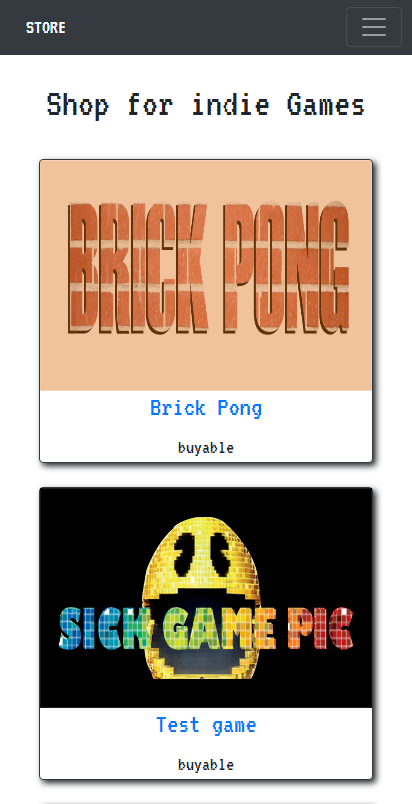 STORE
Shop for indie Games
BRICK PONG
Brick Pong
buyable
SICK GAME PIC
Test game
buyable